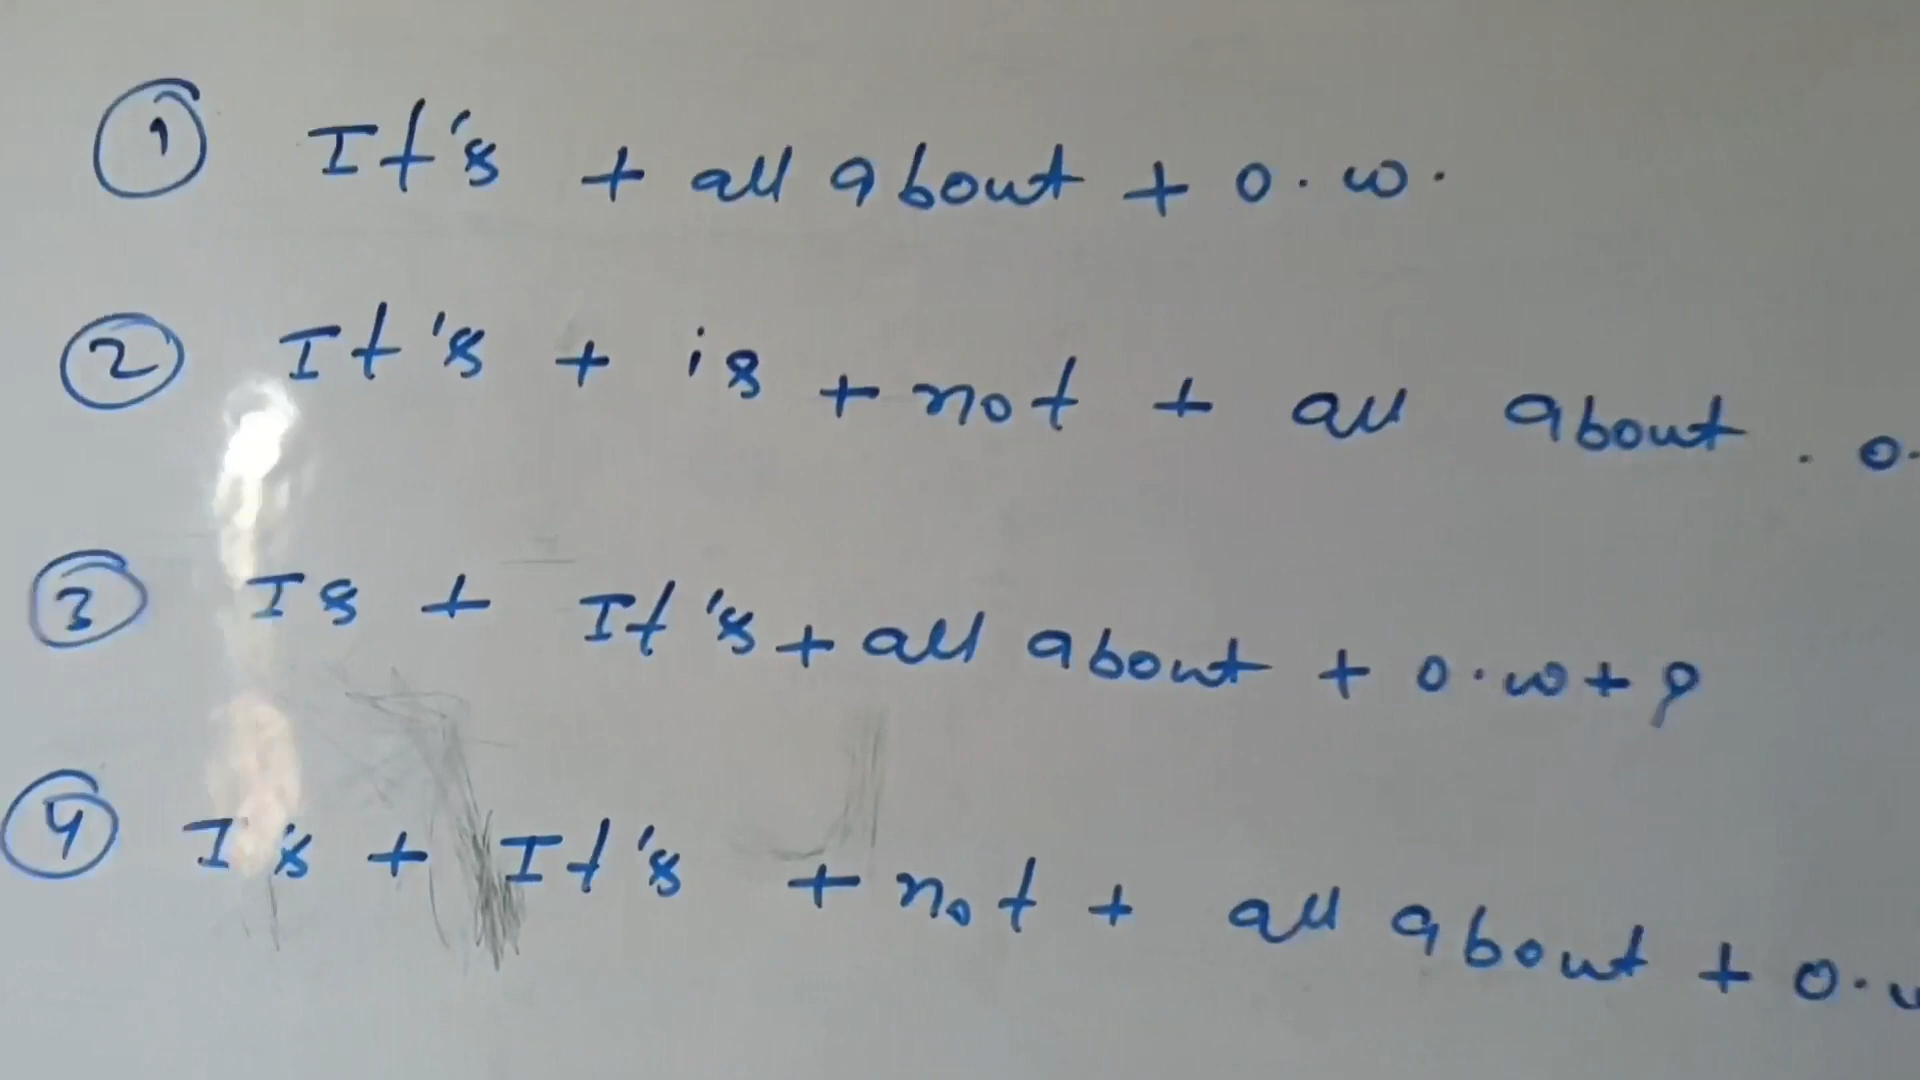 ① It's + all about + o.w.
② It's + is + not + all about . o.
③ Is + It's + all about + o.w + ?
④ I's + It's + not + all about + o.w